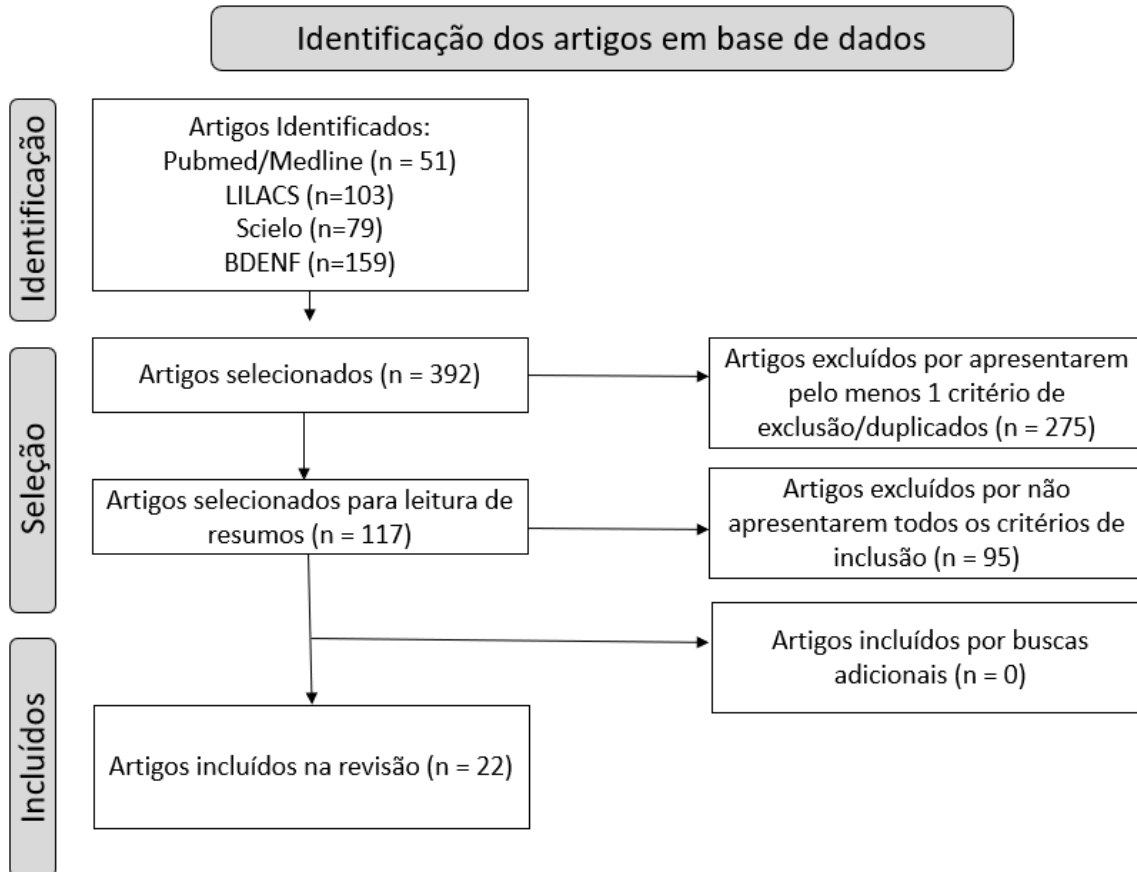 Identificação dos artigos em base de dados
Identificação
Artigos Identificados:
Pubmed/Medline (n = 51)
LILACS (n=103)
Scielo (n=79)
BDENF (n=159)
Seleção
Artigos selecionados (n = 392)
Artigos excluídos por apresentarem
pelo menos 1 critério de
exclusão/duplicados (n = 275)
Artigos selecionados para leitura de
resumos (n = 117)
Artigos excluídos por não
apresentarem todos os critérios de
inclusão (n = 95)
Incluídos
Artigos incluídos por buscas
adicionais (n = 0)
Artigos incluídos na revisão (n = 22)